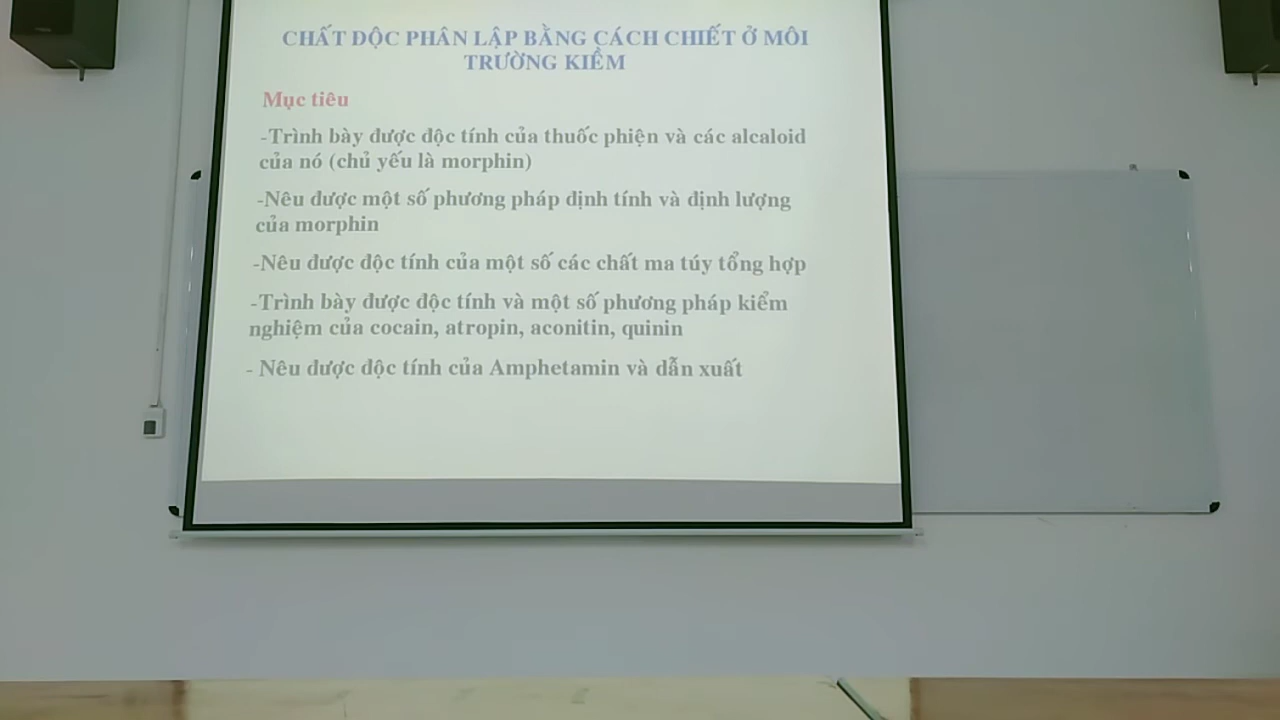 CHẤT ĐỘC PHÂN LẬP BẰNG CÁCH CHIẾT Ở MÔI
TRƯỜNG KIỀM
Mục tiêu
-Trình bày được độc tính của thuốc phiện và các alcaloid
của nó (chủ yếu là morphin)
-Nêu được một số phương pháp định tính và định lượng
của morphin
-Nêu được độc tính của một số các chất ma túy tổng hợp
-Trình bày được độc tính và một số phương pháp kiểm
nghiệm của cocain, atropin, aconitin, quinin
- Nêu được độc tính của Amphetamin và dẫn xuất